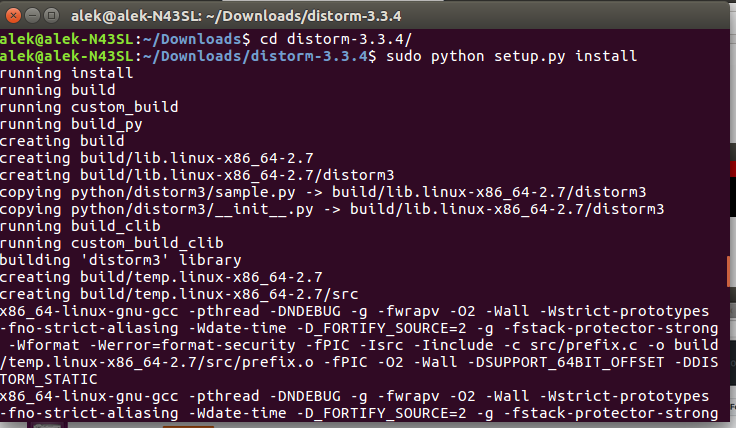 alek@alek-N43SL: ~/Downloads/distorm-3.3.4
alek@alek-N43SL:~/Downloads$ cd distorm-3.3.4/
alek@alek-N43SL:~/Downloads/distorm-3.3.4$ sudo python setup.py install
running install
running build
running custom_build
running build_py
creating build
creating build/lib.linux-x86_64-2.7
creating build/lib.linux-x86_64-2.7/distorm3
copying python/distorm3/sample.py -> build/lib.linux-x86_64-2.7/distorm3
copying python/distorm3/__init__.py -> build/lib.linux-x86_64-2.7/distorm3
running build_clib
running custom_build_clib
building 'distorm3' library
creating build/temp.linux-x86_64-2.7
creating build/temp.linux-x86_64-2.7/src
x86_64-linux-gnu-gcc -pthread -DNDEBUG -g -fwrapv -O2 -Wall -Wstrict-prototypes
-fno-strict-aliasing -Wdate-time -D_FORTIFY_SOURCE=2 -g -fstack-protector-strong
-Wformat -Werror=format-security -fPIC -Isrc -Iinclude -c src/prefix.c -o build
/temp.linux-x86_64-2.7/src/prefix.o -fPIC -O2 -Wall -DSUPPORT_64BIT_OFFSET -DDIS
TORM_STATIC
x86_64-linux-gnu-gcc -pthread -DNDEBUG -g -fwrapv -O2 -Wall -Wstrict-prototypes
-fno-strict-aliasing -Wdate-time -D_FORTIFY_SOURCE=2 -g -fstack-protector-strong